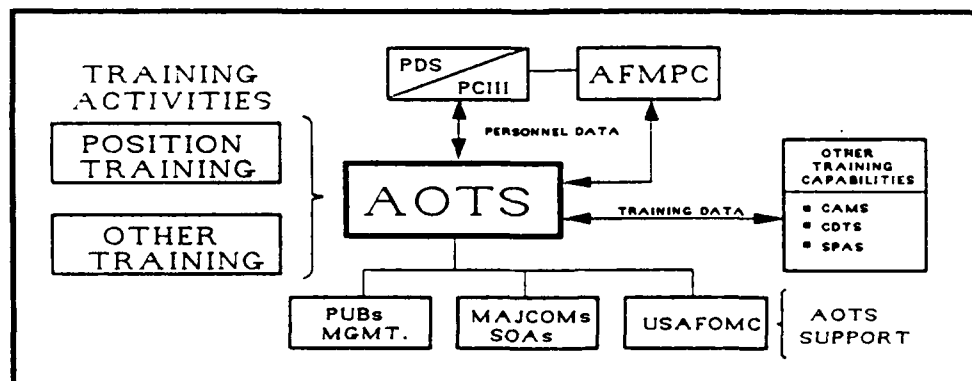 TRAINING
ACTIVITIES
POSITION
TRAINING
OTHER
TRAINING
PDS
PCIII
AFMPC
PERSONNEL DATA
AOTS
TRAINING DATA
OTHER
TRAINING
CAPABILITIES
▪ CAMS
▪ CDTS
▪ SPAS
PUBs
MGMT.
MAJCOMs
SOAs
USAFOMC
AOTS
SUPPORT